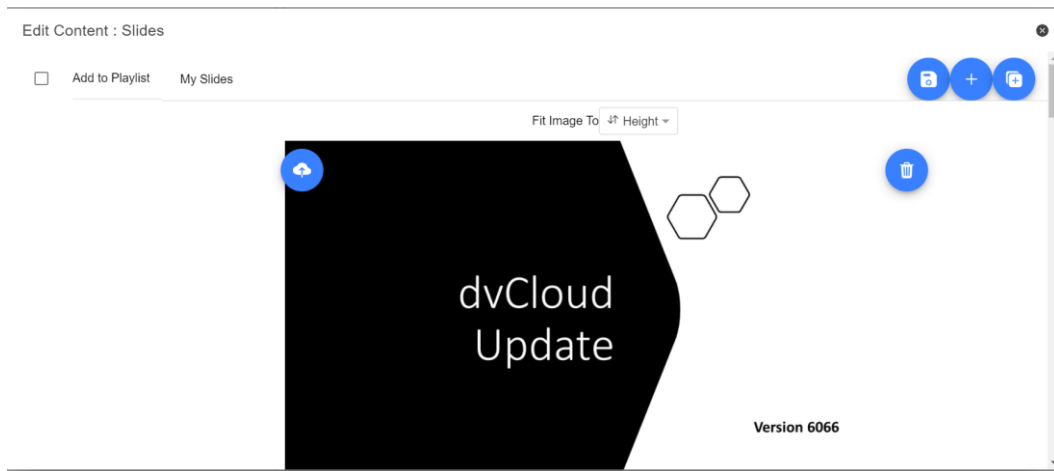 Edit Content : Slides
Add to Playlist
My Slides
Fit Image To
Height
dvCloud
Update
Version 6066